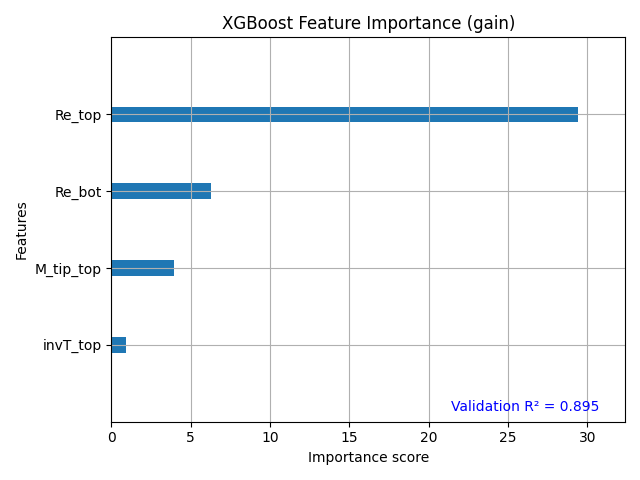 XGBoost Feature Importance (gain)
Features
Re_top
Re_bot
M_tip_top
invT_top
Validation R² = 0.895
0 5 10 15 20 25 30
Importance score